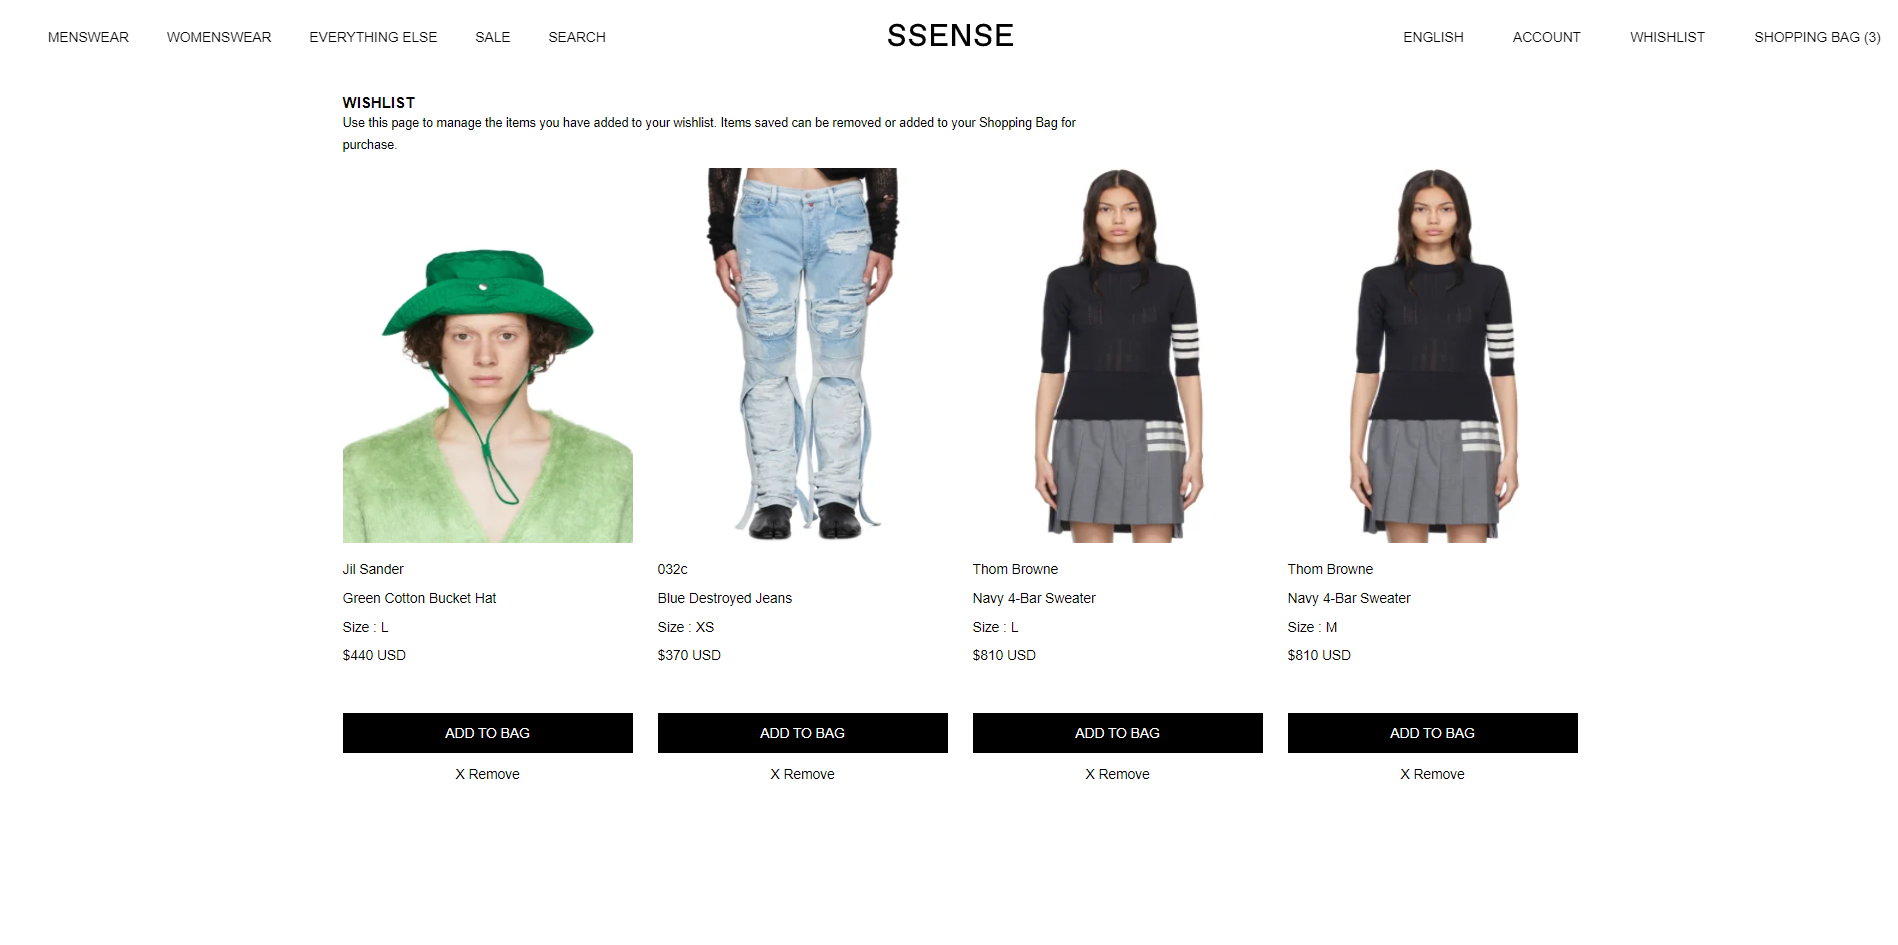 MENSWEAR WOMENSWEAR EVERYTHING ELSE SALE SEARCH SSENSE ENGLISH ACCOUNT WHISHLIST SHOPPING BAG (3)
WISHLIST
Use this page to manage the items you have added to your wishlist. Items saved can be removed or added to your Shopping Bag for
purchase.
Jil Sander
Green Cotton Bucket Hat
Size : L
$440 USD
ADD TO BAG
X Remove
032c
Blue Destroyed Jeans
Size : XS
$370 USD
ADD TO BAG
X Remove
Thom Browne
Navy 4-Bar Sweater
Size : L
$810 USD
ADD TO BAG
X Remove
Thom Browne
Navy 4-Bar Sweater
Size : M
$810 USD
ADD TO BAG
X Remove